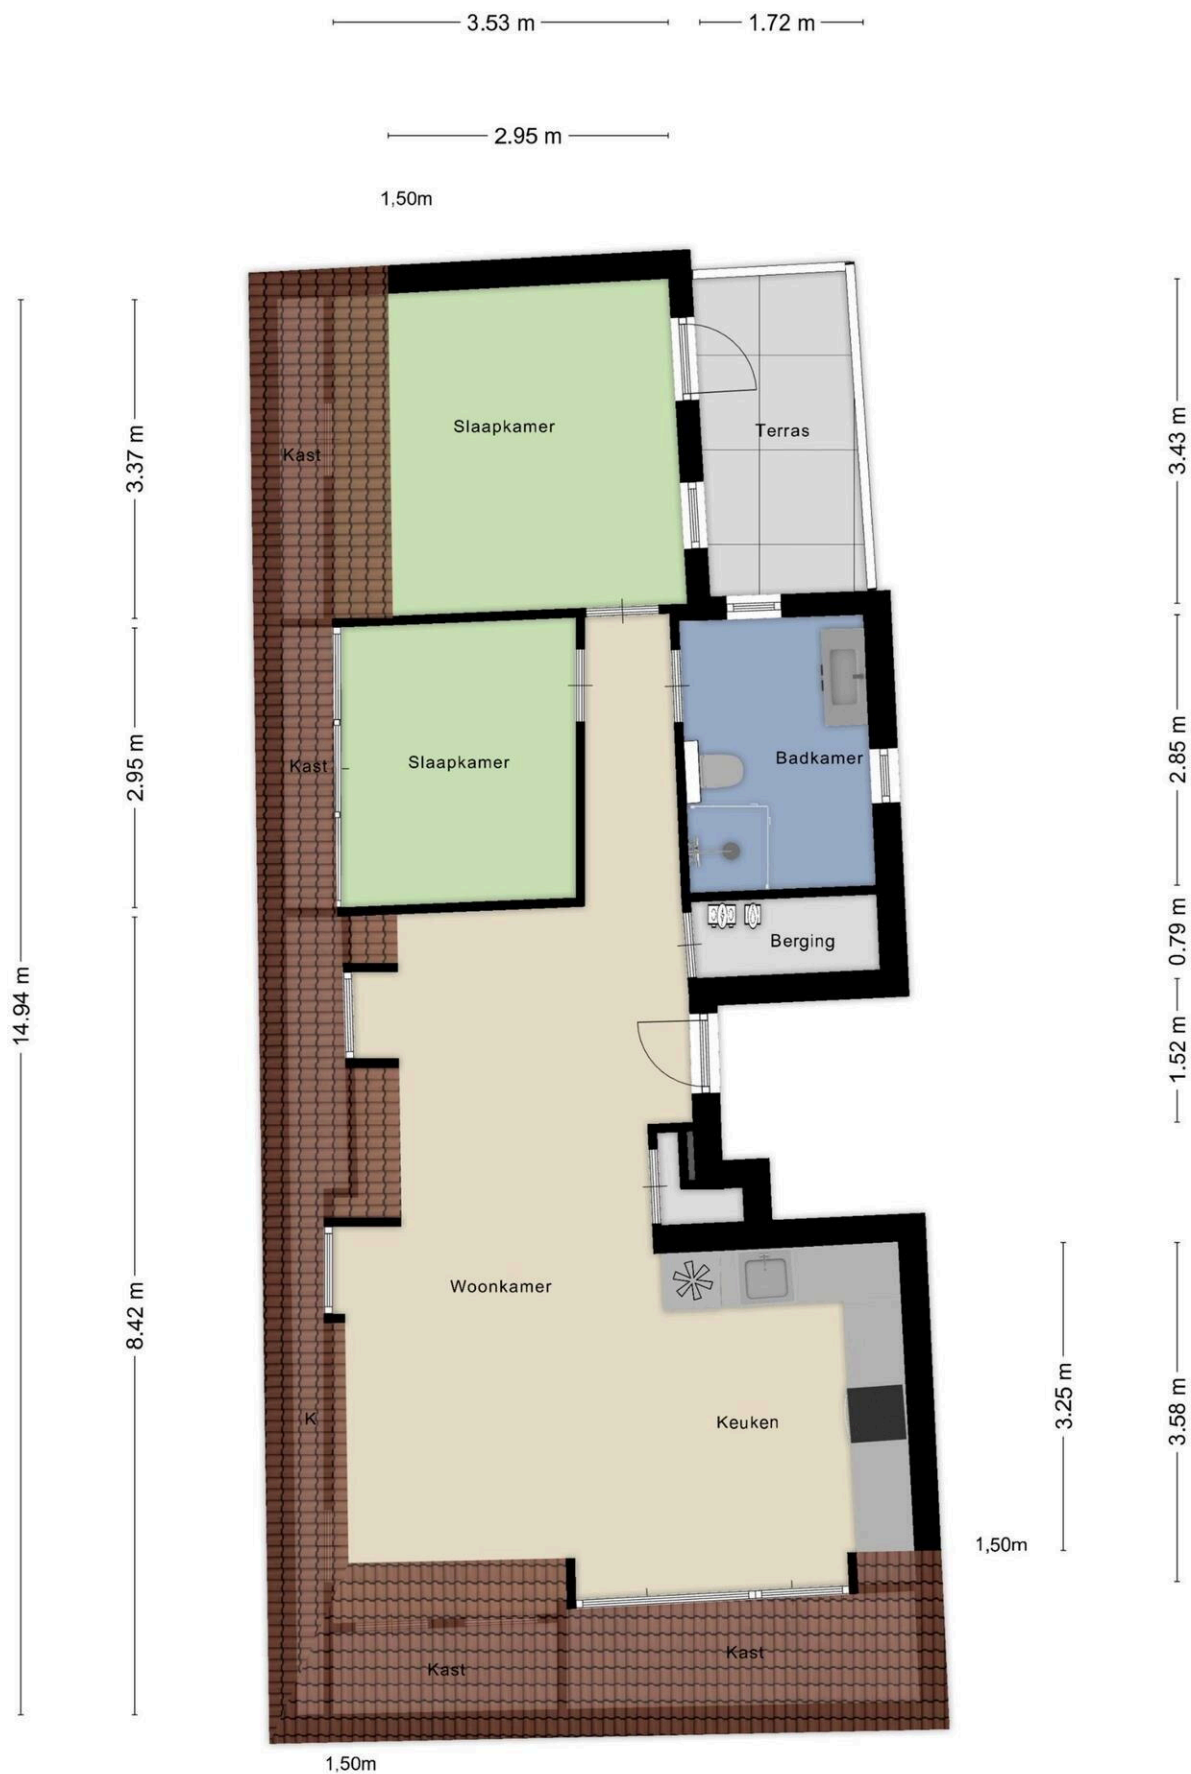 3.53 m
1.72 m
2.95 m
1,50m
Slaapkamer
Terras
Kast
3.37 m
3.43 m
Slaapkamer
Kast
Badkamer
2.95 m
2.85 m
Berging
0.79 m
14.94 m
1.52 m
Woonkamer
8.42 m
K
Keuken
3.25 m
3.58 m
1,50m
Kast
Kast
1,50m